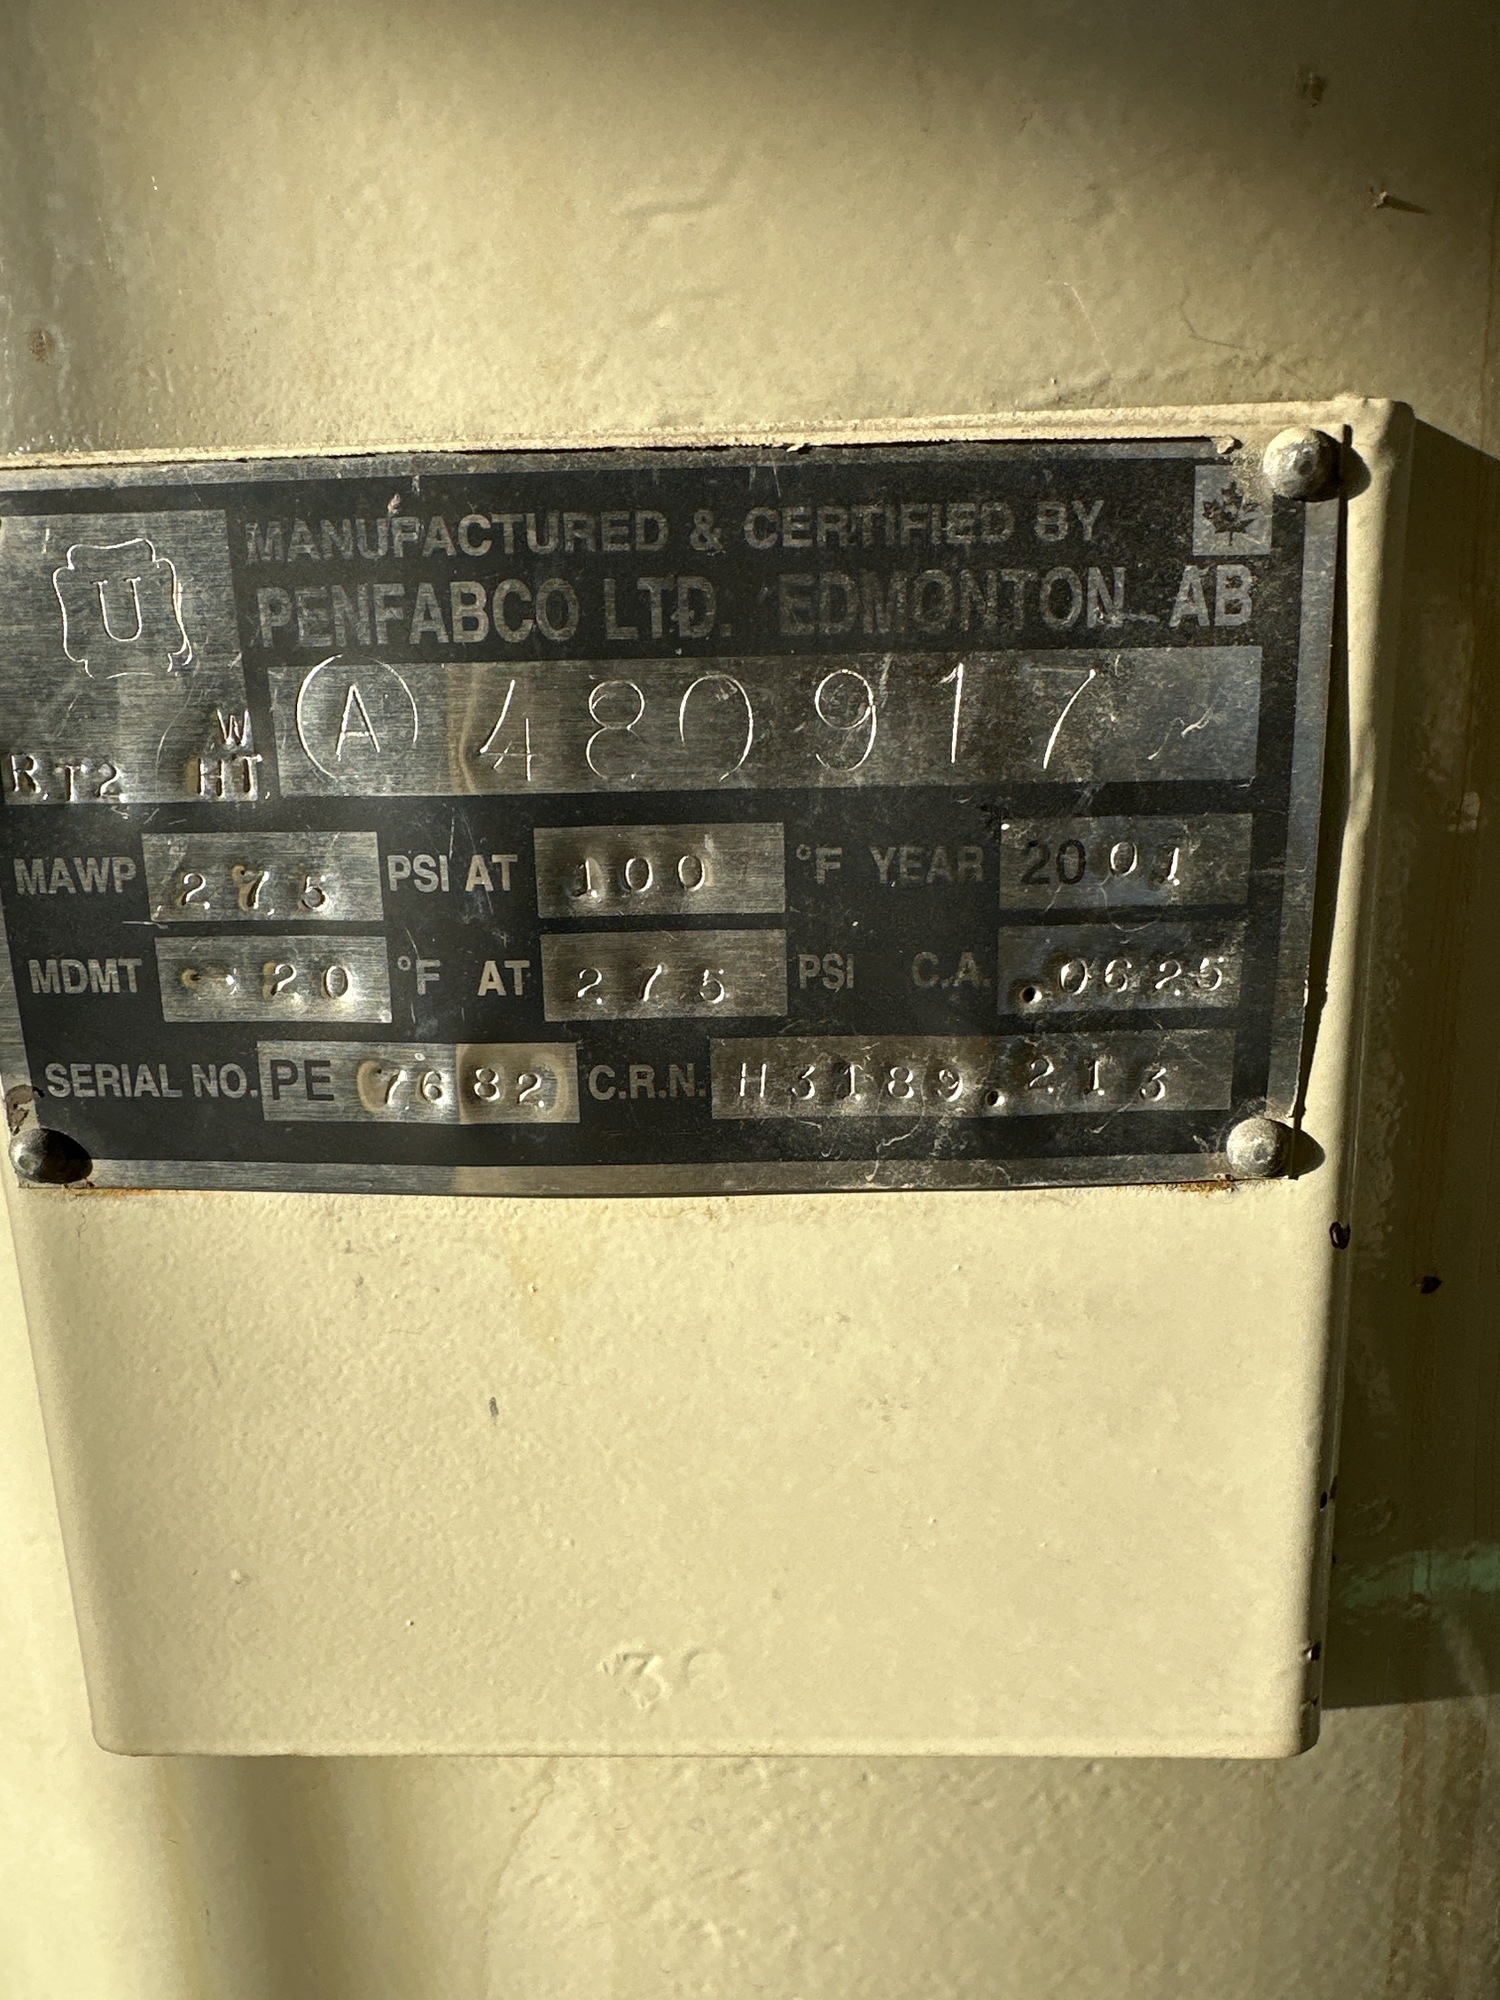 MANUFACTURED & CERTIFIED BY
PENFABCO LTD. EDMONTON, AB
U
W
RT2 HT
A 480917
MAWP 275 PSI AT 100 °F YEAR 2001
MDMT -20 °F AT 275 PSI C.A. .0625
SERIAL NO. PE 7682 C.R.N. H3189.213
36